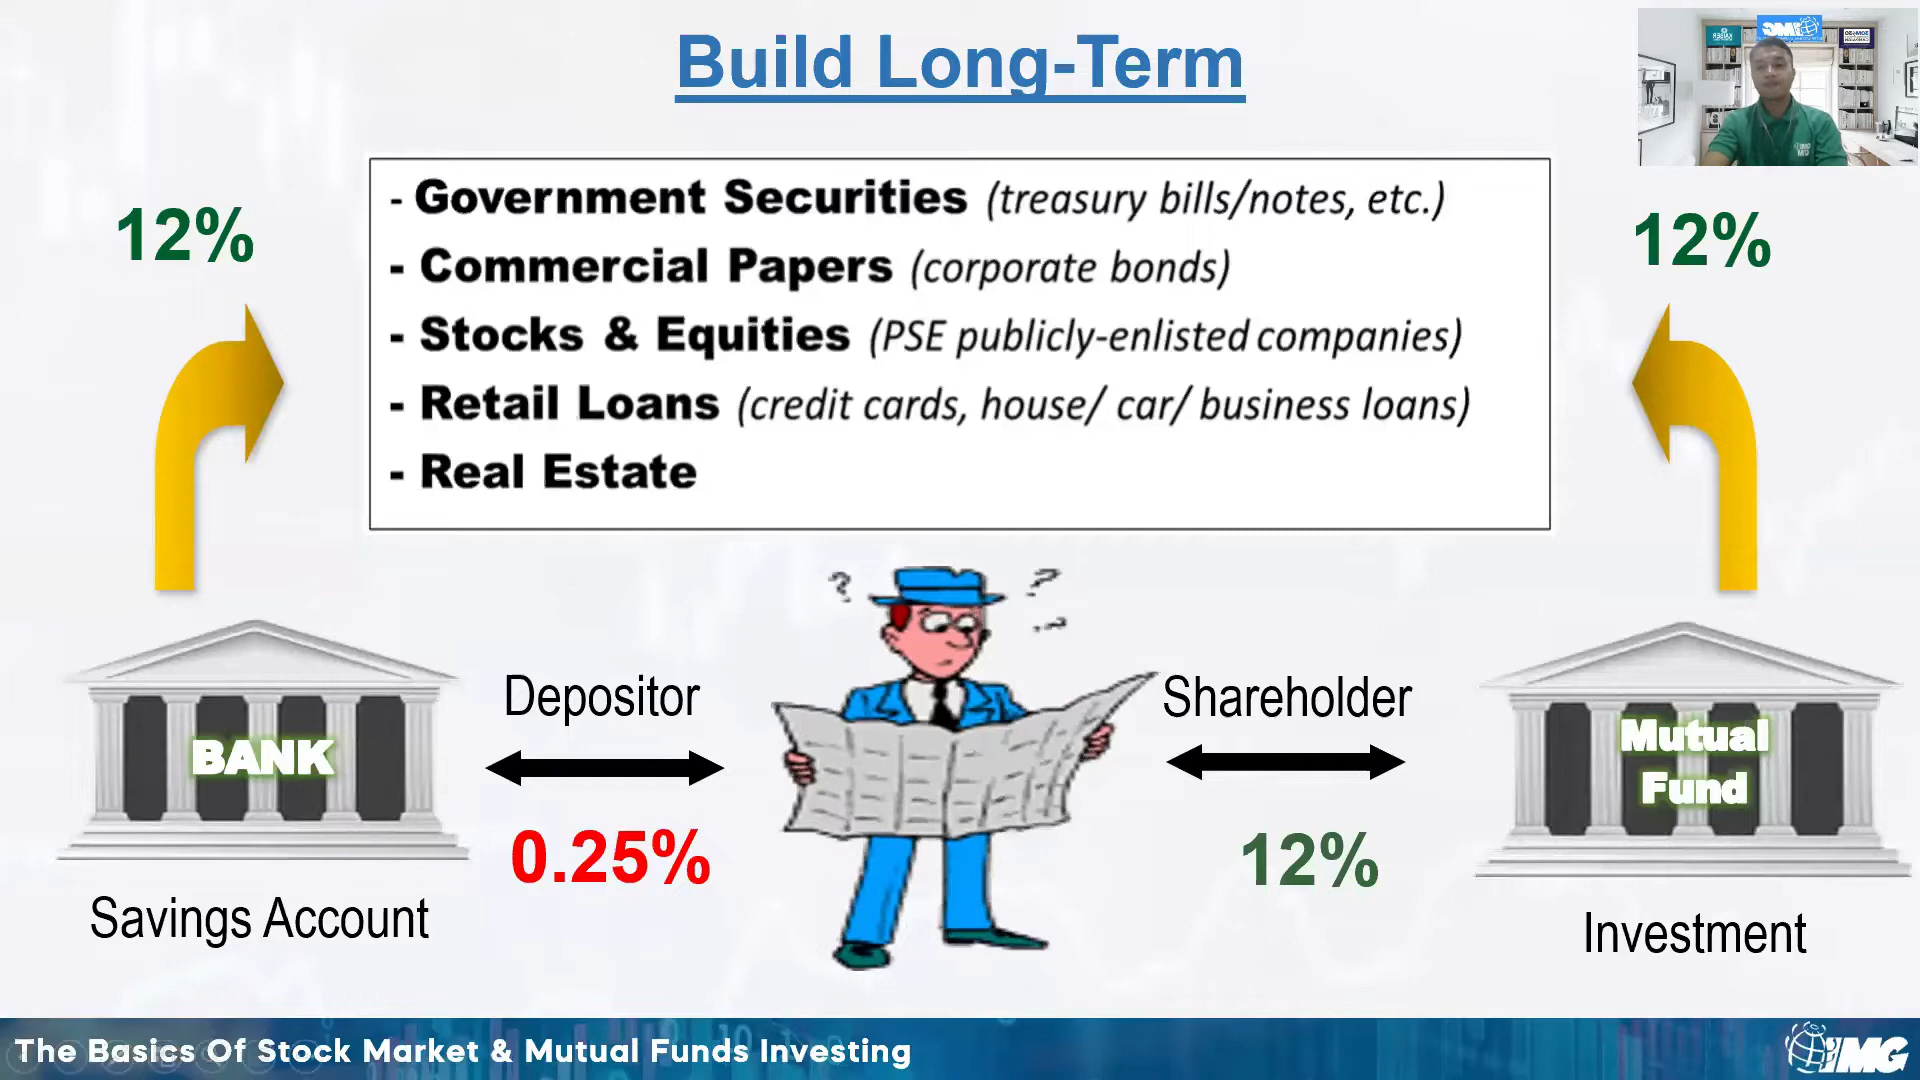 Build Long-Term
12%
- Government Securities (treasury bills/notes, etc.)
- Commercial Papers (corporate bonds)
- Stocks & Equities (PSE publicly-enlisted companies)
- Retail Loans (credit cards, house/ car/ business loans)
- Real Estate
12%
? ?
Depositor
Shareholder
BANK
Mutual
Fund
0.25%
12%
Savings Account
Investment
The Basics Of Stock Market & Mutual Funds Investing
IMG